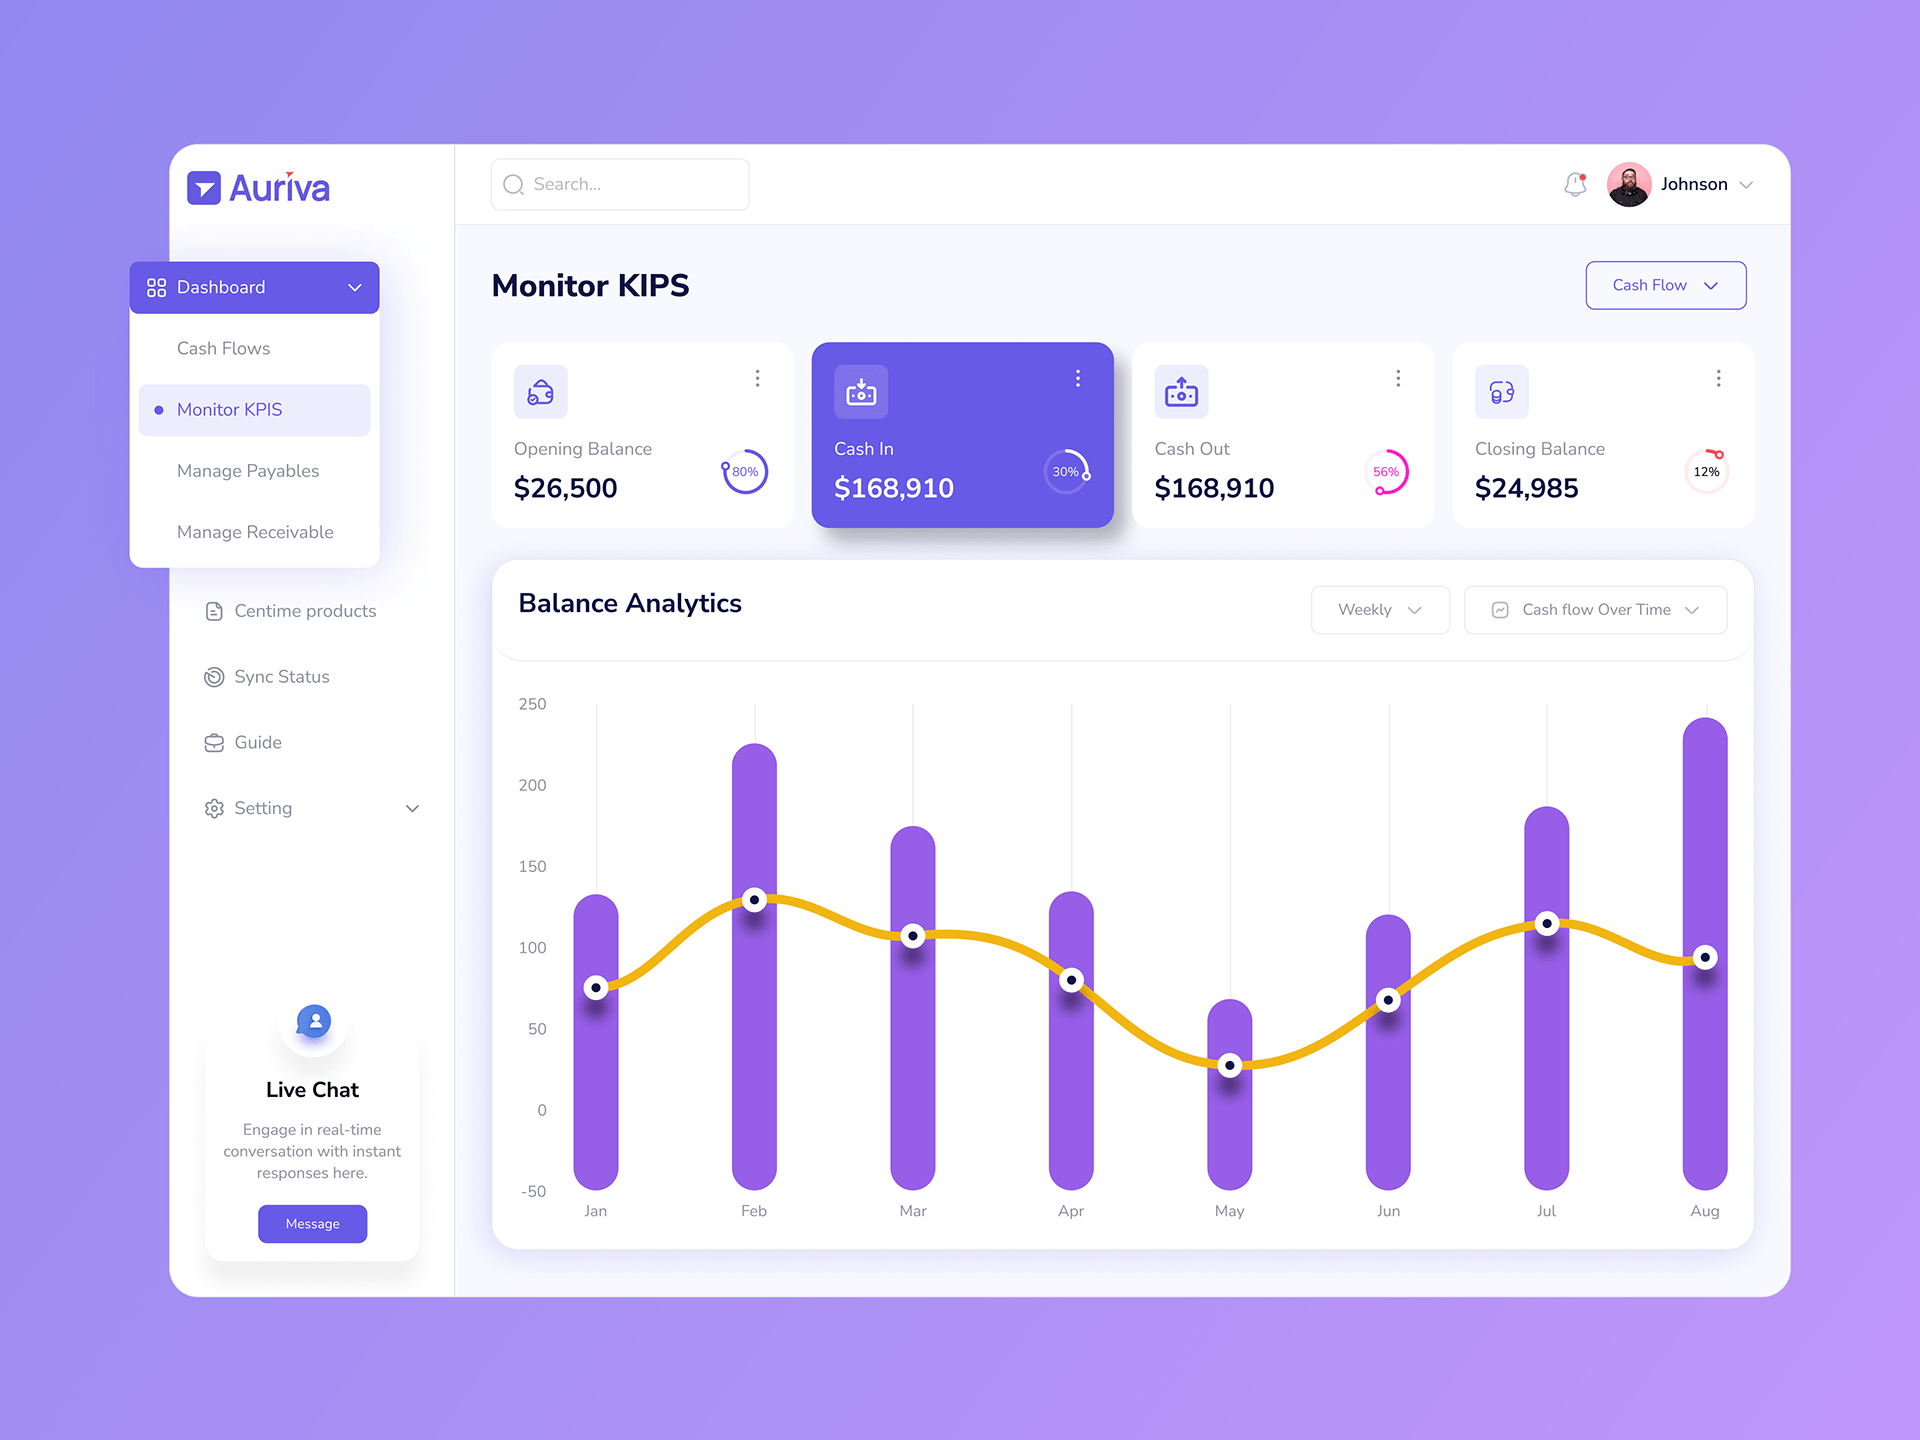 Auriva
Search...
Johnson
Dashboard
Cash Flows
Monitor KPIS
Manage Payables
Manage Receivable
Centime products
Sync Status
Guide
Setting
Live Chat
Engage in real-time
conversation with instant
responses here.
Message
Monitor KIPS
Cash Flow
Opening Balance
$26,500
80%
Cash In
$168,910
30%
Cash Out
$168,910
56%
Closing Balance
$24,985
12%
Balance Analytics
Weekly
Cash flow Over Time
250
200
150
100
50
0
-50
Jan
Feb
Mar
Apr
May
Jun
Jul
Aug